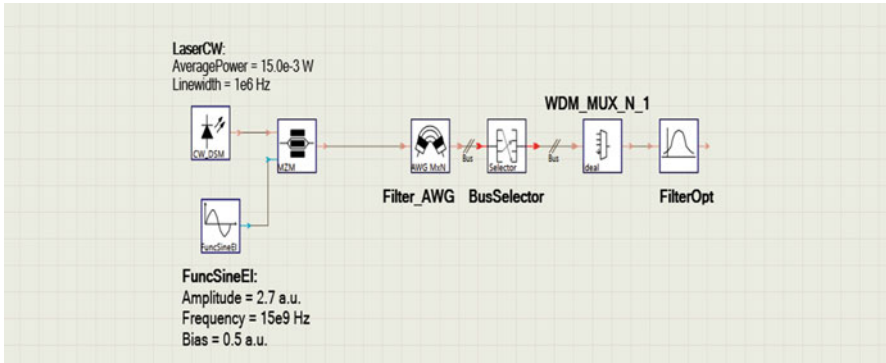 LaserCW:
AveragePower = 15.0e-3 W
Linewidth = 1e6 Hz
CW_DSM
MZM
FuncSineEl
FuncSineEl:
Amplitude = 2.7 a.u.
Frequency = 15e9 Hz
Bias = 0.5 a.u.
AWG MxN
Filter_AWG
Bus
Selector
BusSelector
Bus
WDM_MUX_N_1
deal
FilterOpt